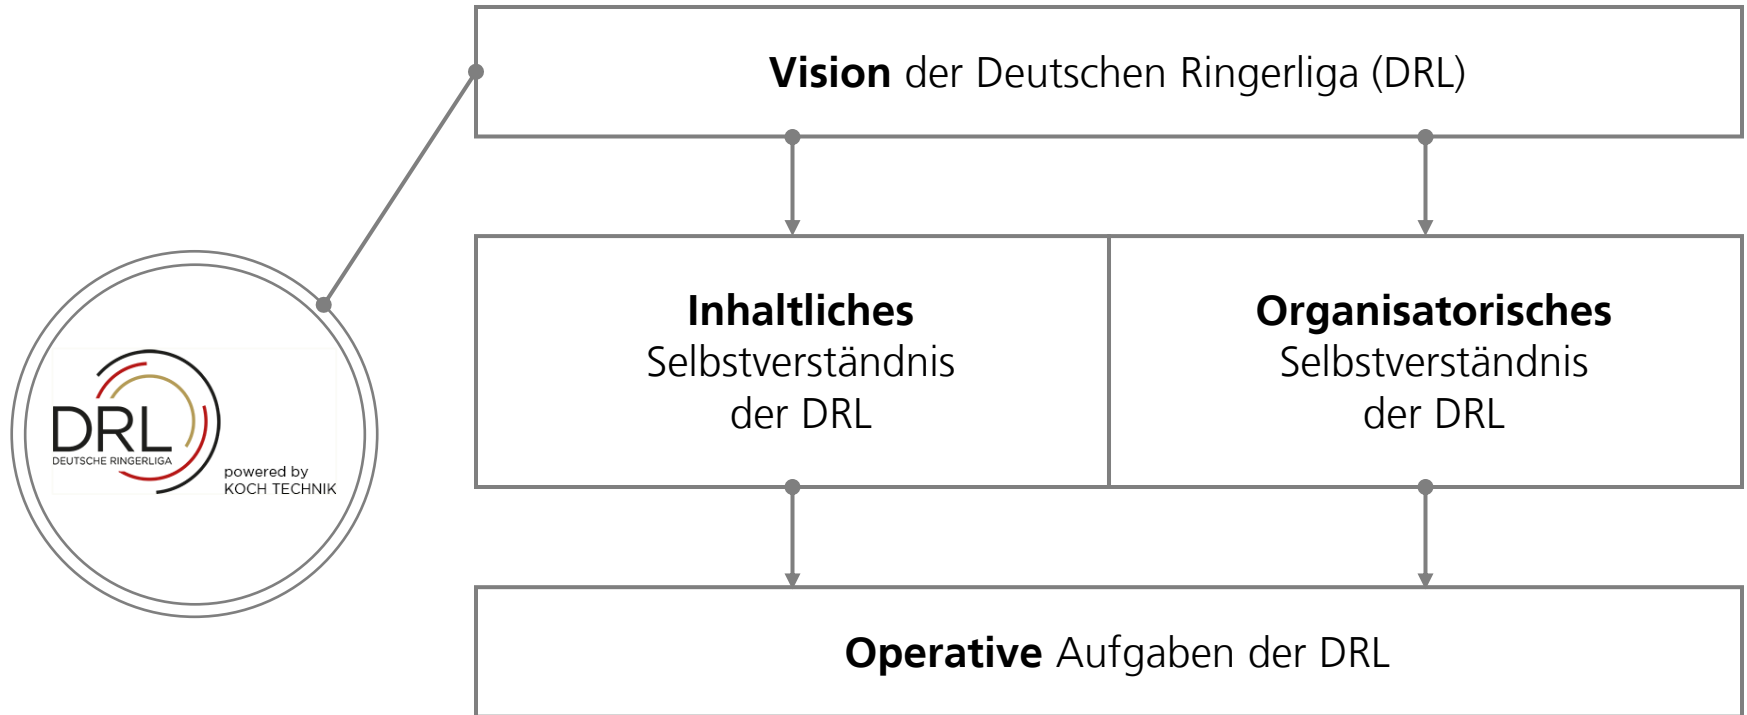 Vision der Deutschen Ringerliga (DRL)
Inhaltliches
Selbstverständnis
der DRL
Organisatorisches
Selbstverständnis
der DRL
DRL
DEUTSCHE RINGERLIGA
powered by
KOCH TECHNIK
Operative Aufgaben der DRL